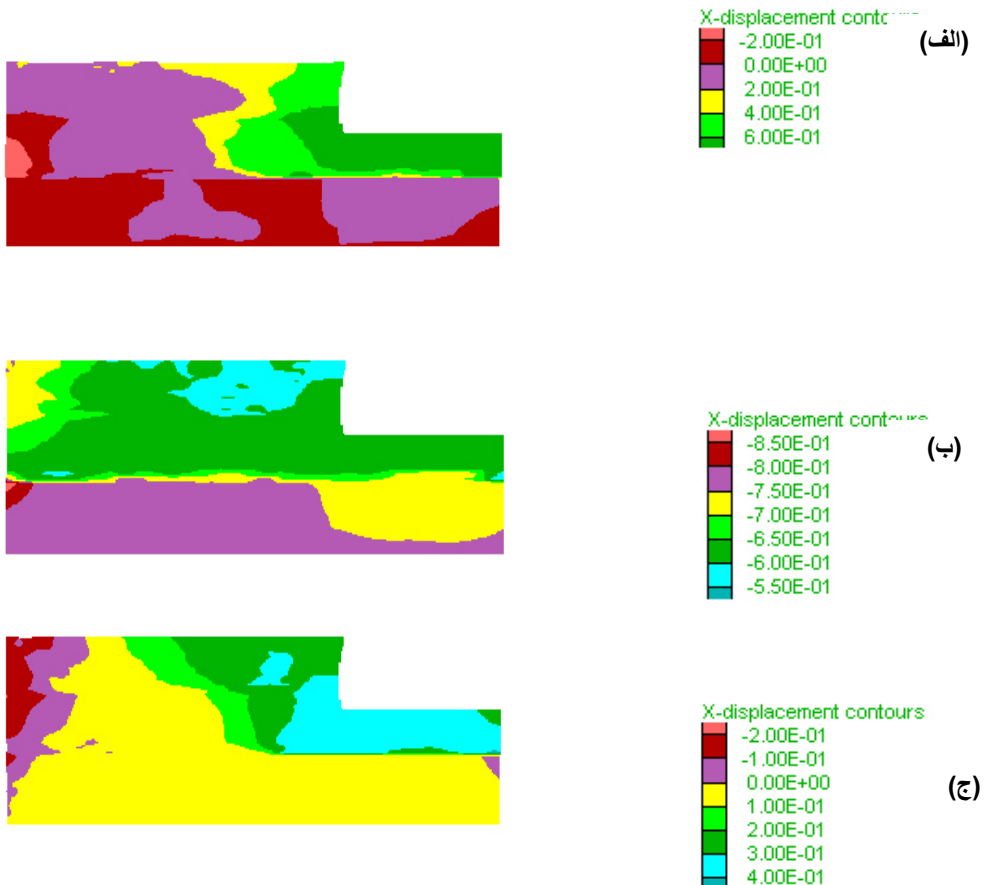 X-displacement conto
(الف)
-2.00E-01
0.00E+00
2.00E-01
4.00E-01
6.00E-01
X-displacement contours
(ب)
-8.50E-01
-8.00E-01
-7.50E-01
-7.00E-01
-6.50E-01
-6.00E-01
-5.50E-01
X-displacement contours
(ج)
-2.00E-01
-1.00E-01
0.00E+00
1.00E-01
2.00E-01
3.00E-01
4.00E-01